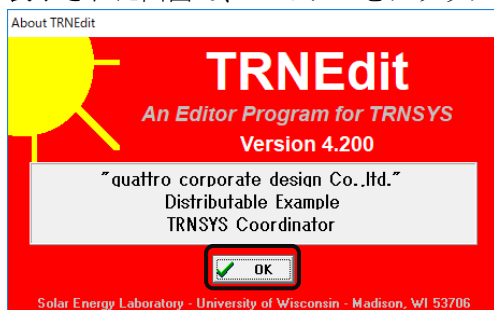 About TRNEdit
TRNEdit
An Editor Program for TRNSYS
Version 4.200
"quattro corporate design Co.,ltd."
Distributable Example
TRNSYS Coordinator
OK
Solar Energy Laboratory - University of Wisconsin - Madison, WI 53706